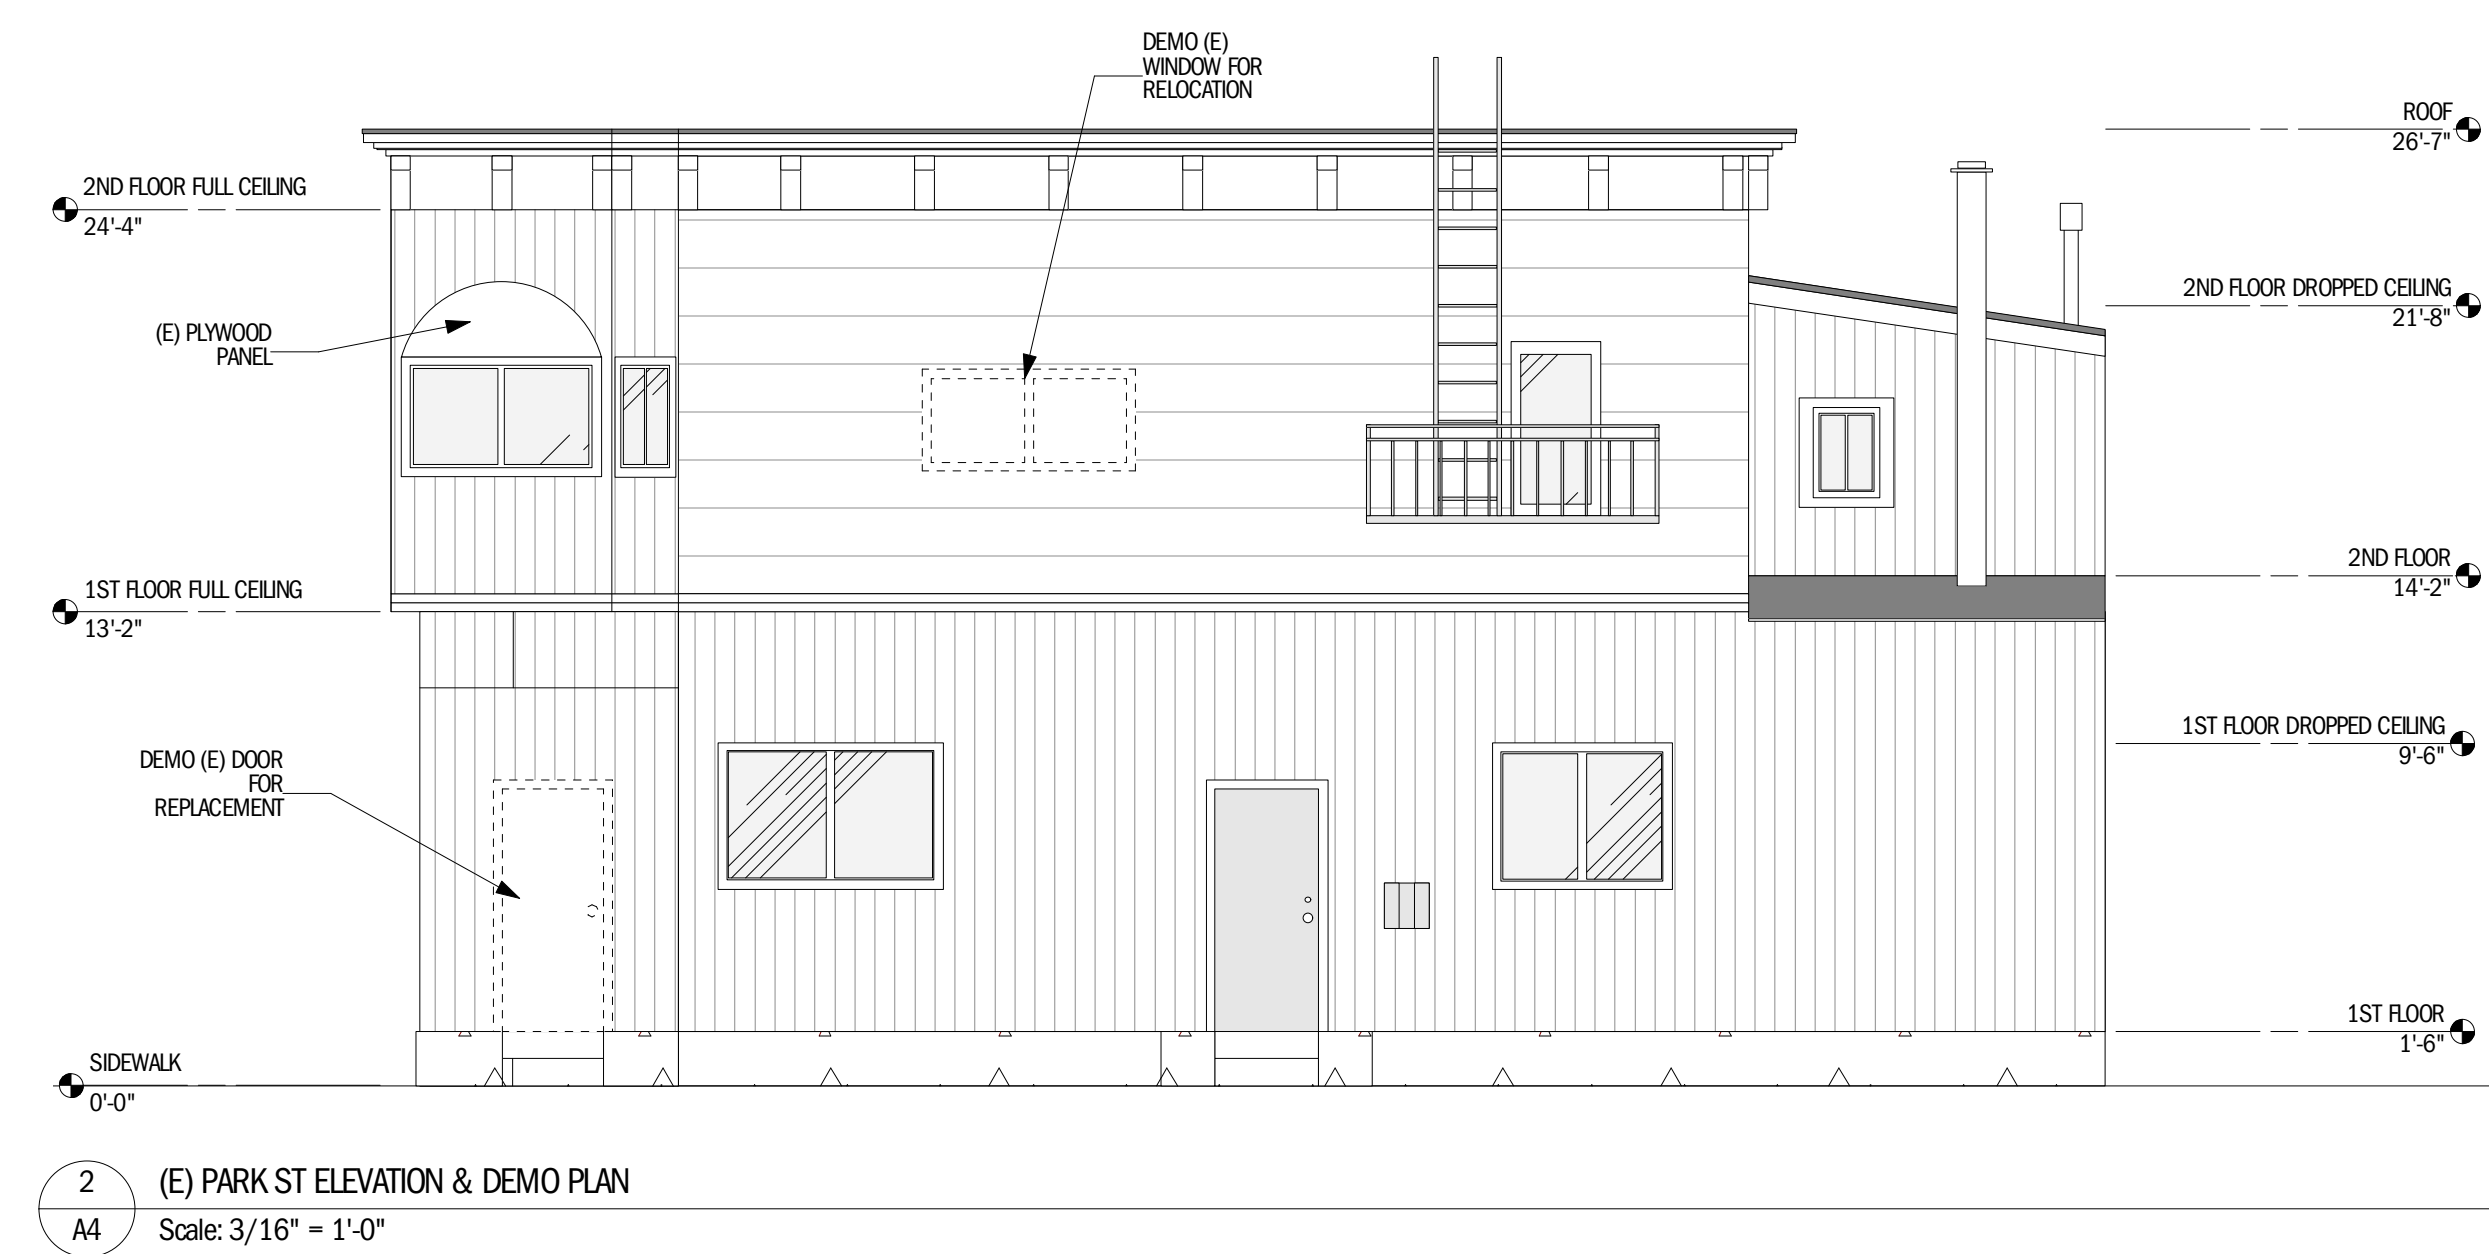 DEMO (E)
WINDOW FOR
RELOCATION
ROOF
26'-7"
2ND FLOOR FULL CEILING
24'-4"
2ND FLOOR DROPPED CEILING
21'-8"
(E) PLYWOOD
PANEL
2ND FLOOR
14'-2"
1ST FLOOR FULL CEILING
13'-2"
1ST FLOOR DROPPED CEILING
9'-6"
DEMO (E) DOOR
FOR
REPLACEMENT
1ST FLOOR
1'-6"
SIDEWALK
0'-0"
2
(E) PARK ST ELEVATION & DEMO PLAN
A4
Scale: 3/16" = 1'-0"